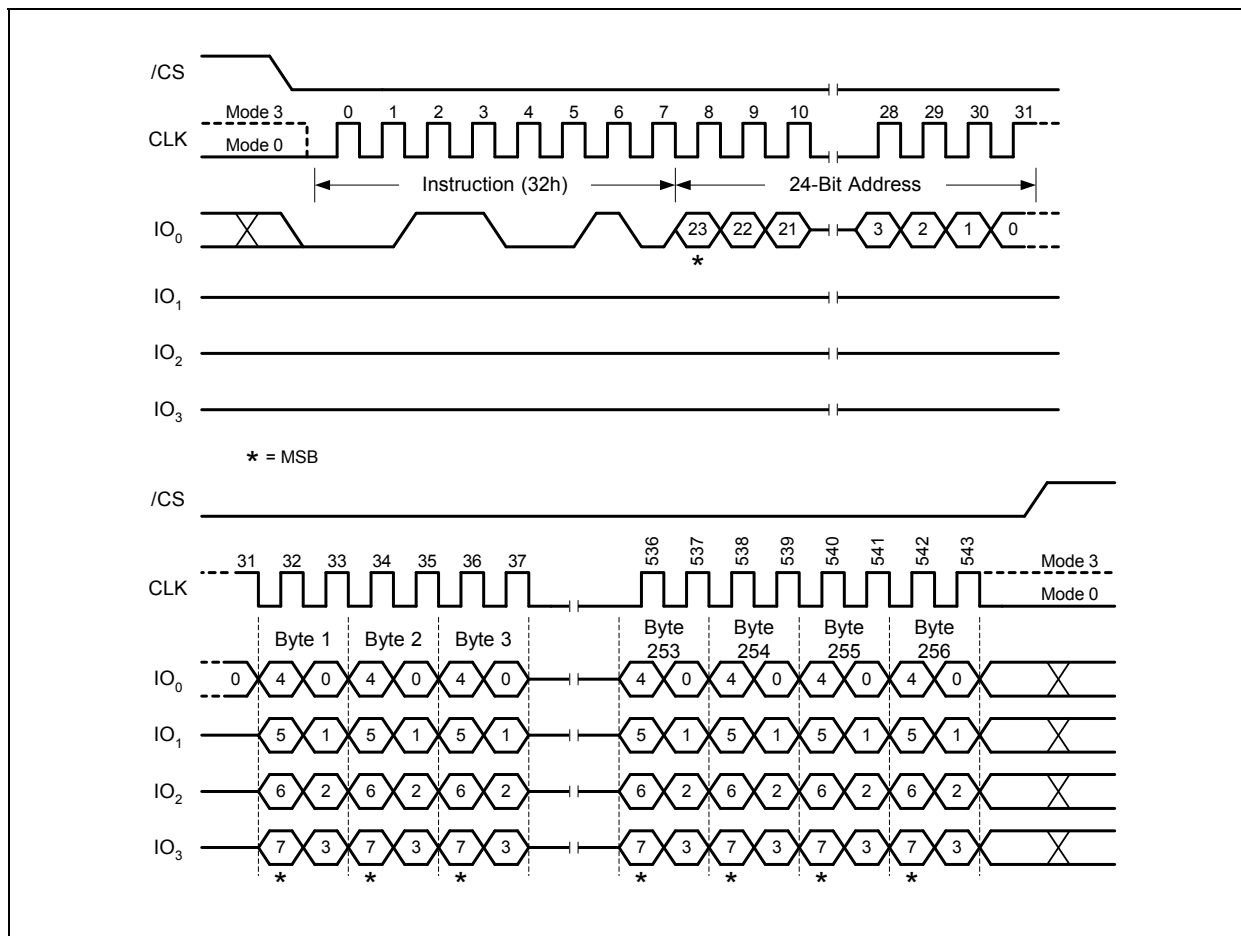 /CS
Mode 3 0 1 2 3 4 5 6 7 8 9 10 28 29 30 31
CLK
Mode 0
Instruction (32h) 24-Bit Address
IO0 23 22 21 3 2 1 0
*
IO1
IO2
IO3
* = MSB
/CS
31 32 33 34 35 36 37 536 537 538 539 540 541 542 543
Mode 3
CLK
Mode 0
Byte 1 Byte 2 Byte 3 Byte 253 Byte 254 Byte 255 Byte 256
IO0 0 4 0 4 0 4 0 4 0 4 0 4 0 4 0
IO1 5 1 5 1 5 1 5 1 5 1 5 1 5 1
IO2 6 2 6 2 6 2 6 2 6 2 6 2 6 2
IO3 7 3 7 3 7 3 7 3 7 3 7 3 7 3
* * * * * * *